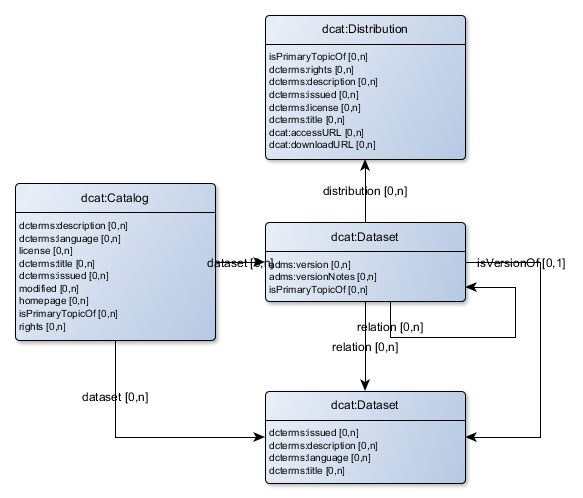 dcat:Distribution
isPrimaryTopicOf [0,n]
dcterms:rights [0,n]
dcterms:description [0,n]
dcterms:issued [0,n]
dcterms:license [0,n]
dcterms:title [0,n]
dcat:accessURL [0,n]
dcat:downloadURL [0,n]
distribution [0,n]
dcat:Catalog
dcterms:description [0,n]
dcterms:language [0,n]
license [0,n]
dcterms:title [0,n]
dcterms:issued [0,n]
modified [0,n]
homepage [0,n]
isPrimaryTopicOf [0,n]
rights [0,n]
dataset [0,n]
dcat:Dataset
adms:version [0,n]
adms:versionNotes [0,n]
isPrimaryTopicOf [0,n]
isVersionOf [0,1]
relation [0,n]
relation [0,n]
dataset [0,n]
dcat:Dataset
dcterms:issued [0,n]
dcterms:description [0,n]
dcterms:language [0,n]
dcterms:title [0,n]